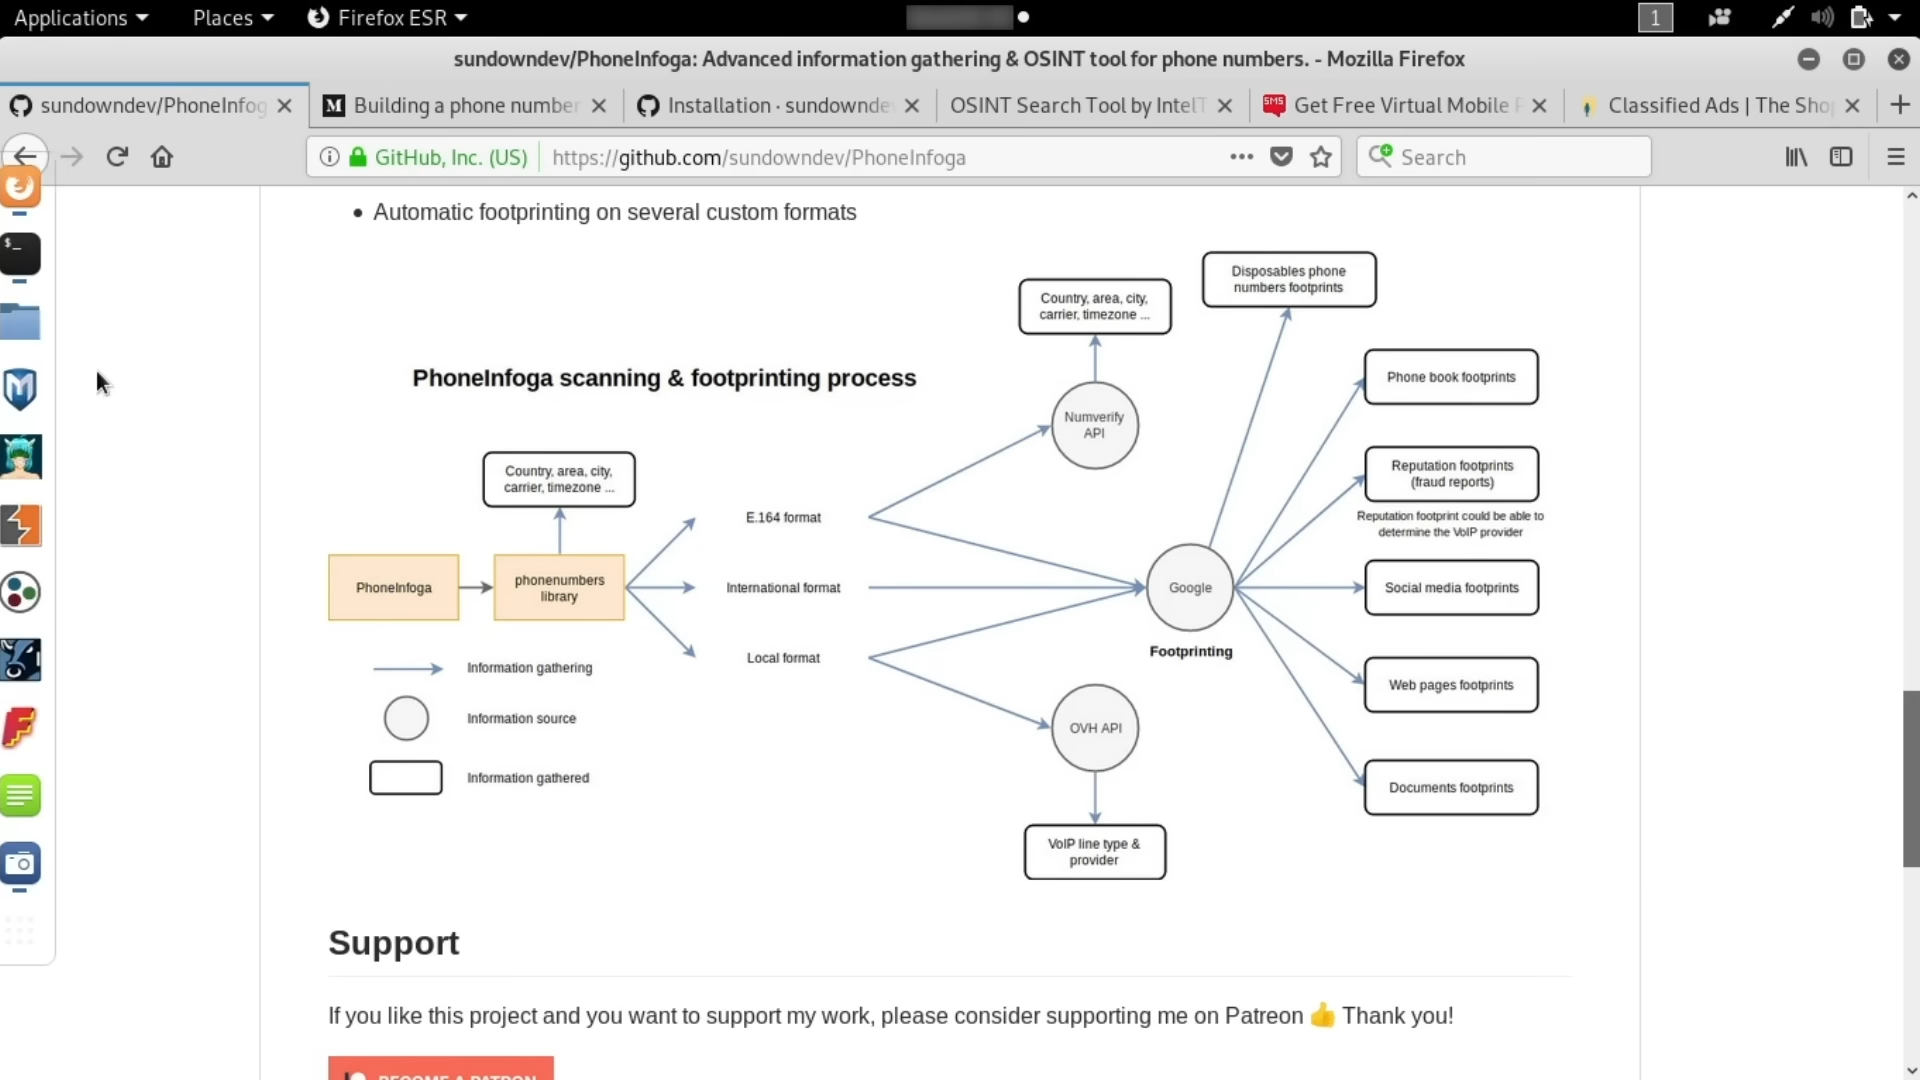 Applications
Places
Firefox ESR
1
sundowndev/PhoneInfoga: Advanced information gathering & OSINT tool for phone numbers. - Mozilla Firefox
sundowndev/PhoneInfog
M
Building a phone number
Installation · sundownde
OSINT Search Tool by IntelT
SMS
Get Free Virtual Mobile P
Classified Ads | The Sho
GitHub, Inc. (US)
https://github.com/sundowndev/PhoneInfoga
Search
$_
• Automatic footprinting on several custom formats
PhoneInfoga scanning & footprinting process
Country, area, city,
carrier, timezone ...
Disposables phone
numbers footprints
Numverify
API
Phone book footprints
Country, area, city,
carrier, timezone ...
Reputation footprints
(fraud reports)
Reputation footprint could be able to
determine the VoIP provider
E.164 format
PhoneInfoga
phonenumbers
library
International format
Google
Social media footprints
Local format
Footprinting
Web pages footprints
Information gathering
Information source
OVH API
Information gathered
Documents footprints
VoIP line type &
provider
Support
If you like this project and you want to support my work, please consider supporting me on Patreon 👍 Thank you!
BECOME A PATRON